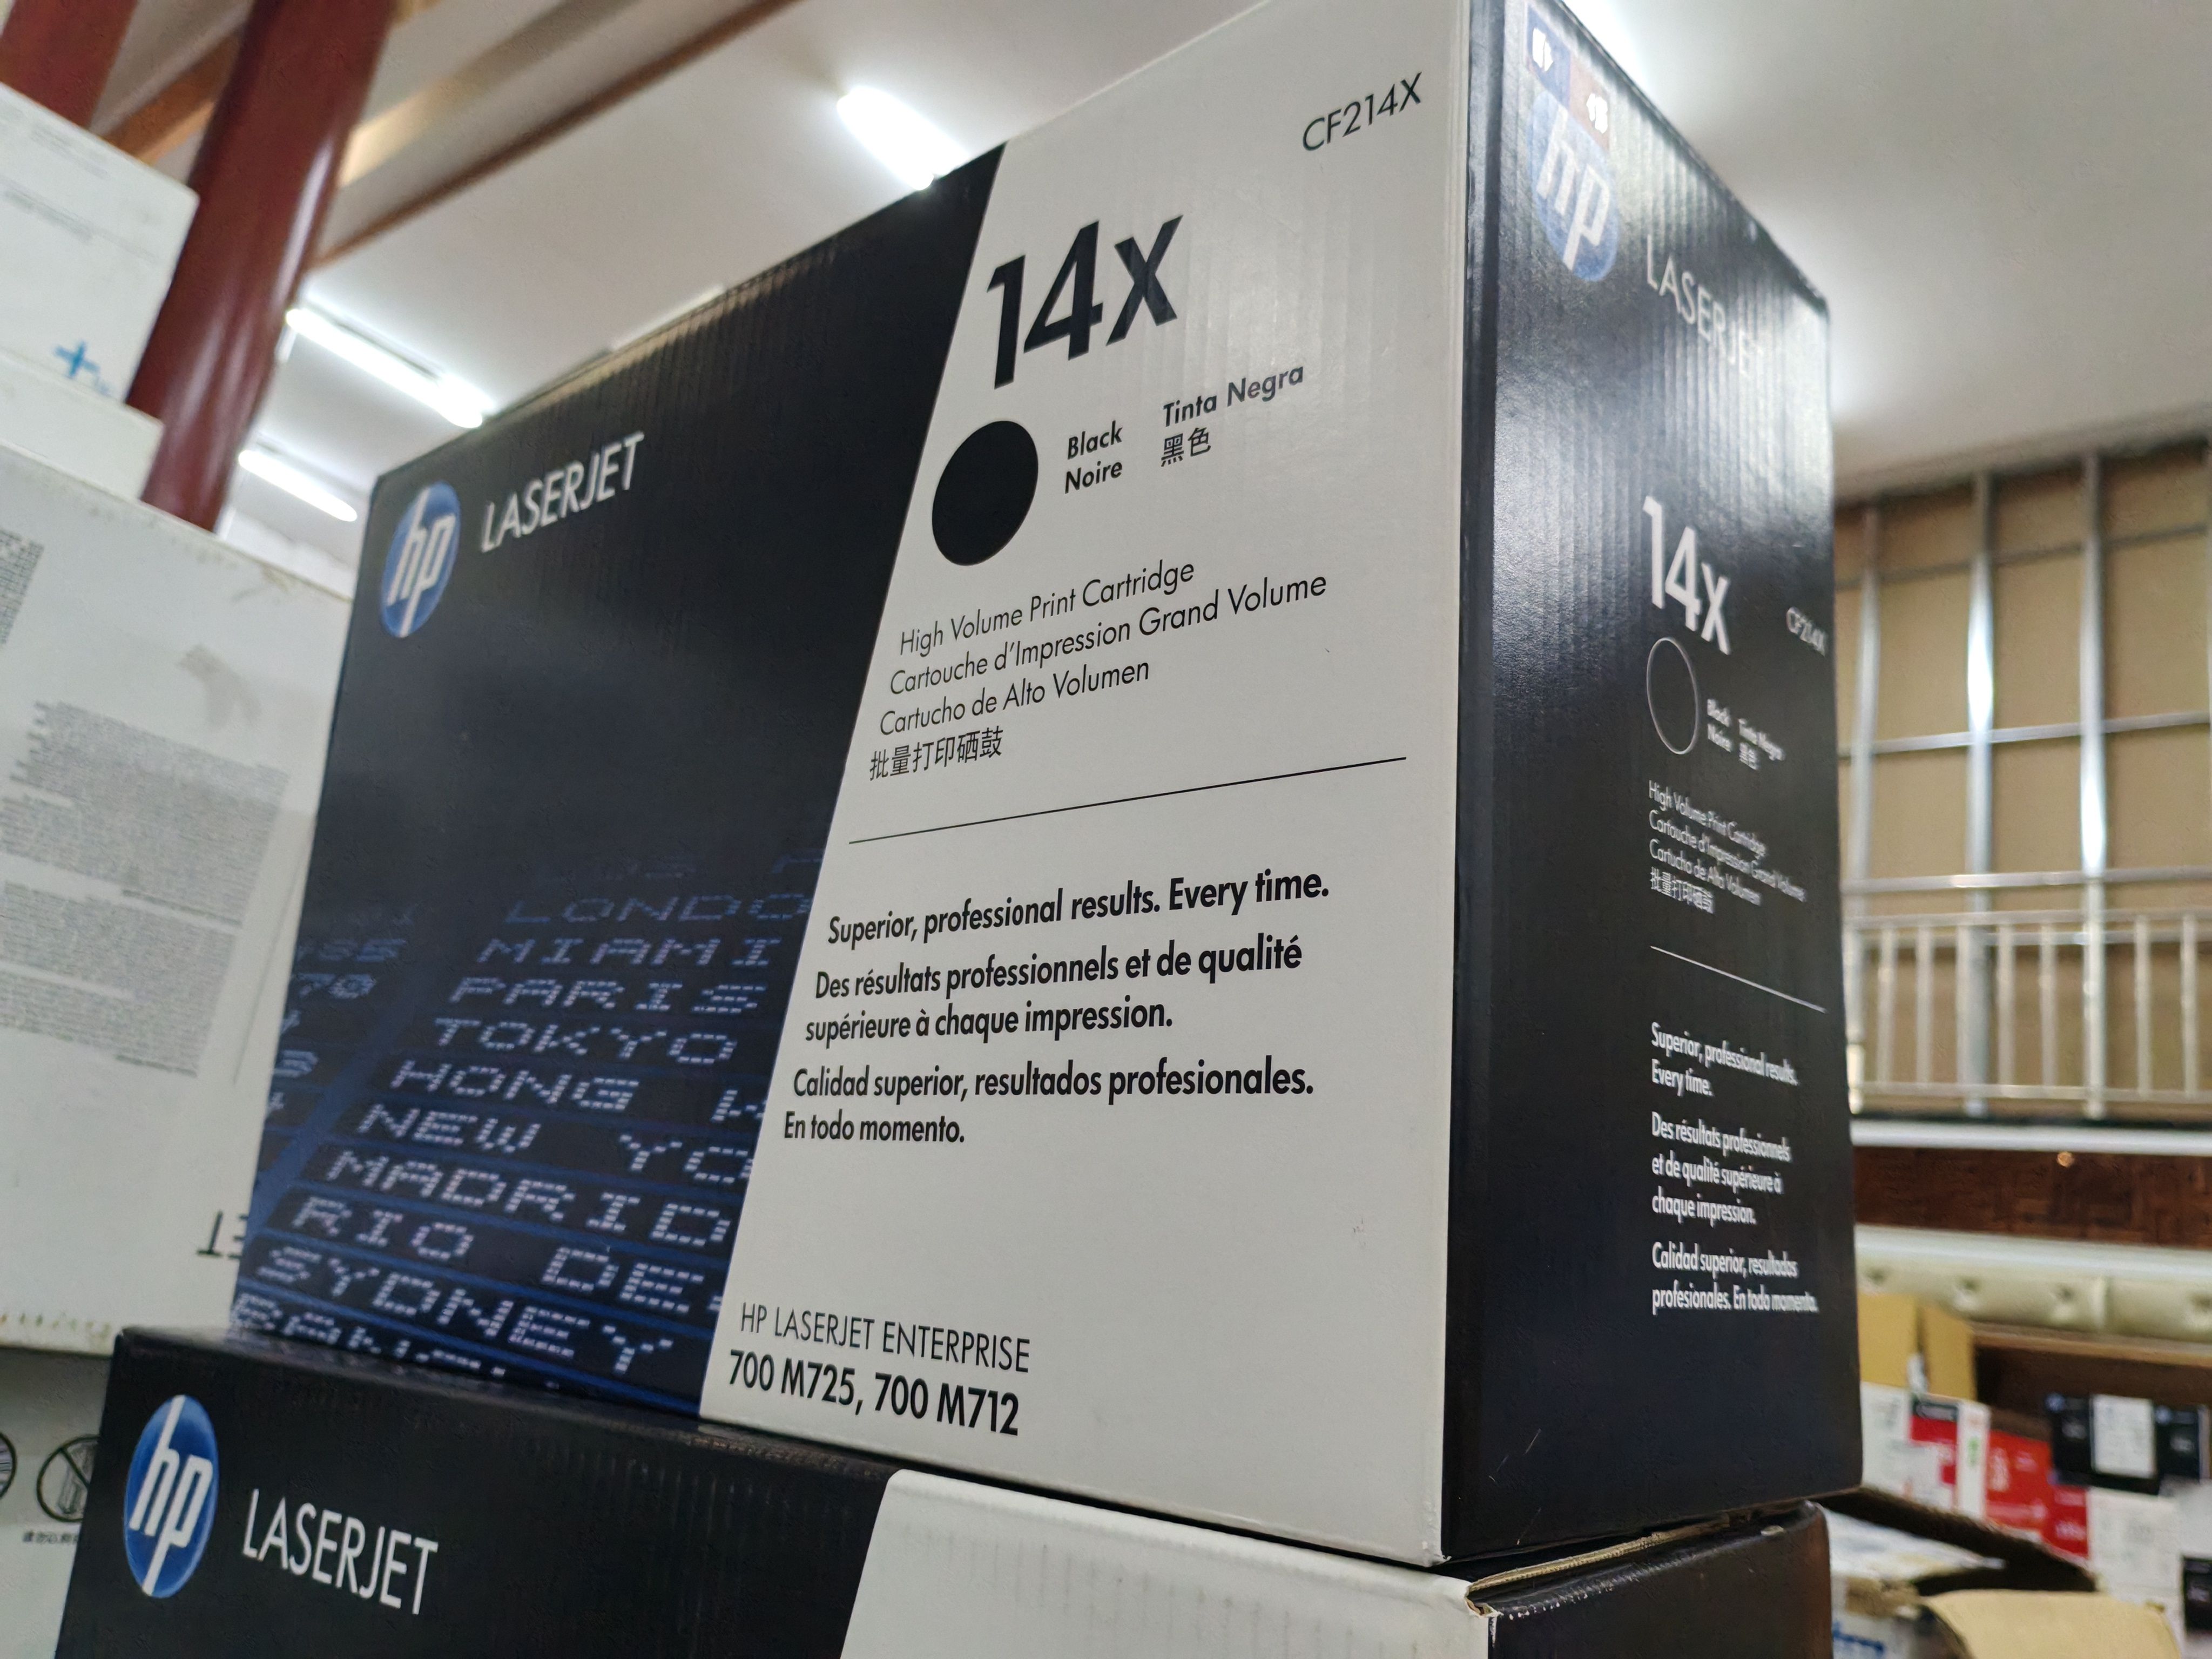 CF214X
14X
Black
Noire
Tinta Negra
黑色
hp LASERJET
High Volume Print Cartridge
Cartouche d'Impression Grand Volume
Cartucho de Alto Volumen
批量打印硒鼓
Superior, professional results. Every time.
Des résultats professionnels et de qualité
supérieure à chaque impression.
Calidad superior, resultados profesionales.
En todo momento.
MIAMI
PARIS
TOKYO
HONG
NEW YO
MADRID
RIO DE
SYDNEY
HP LASERJET ENTERPRISE
700 M725, 700 M712
hp
LASERJET
14X
CF214X
Black
Noire
Tinta Negra
黑色
High Volume Print Cartridge
Cartouche d'Impression Grand Volume
Cartucho de Alto Volumen
批量打印硒鼓
Superior, professional results.
Every time.
Des résultats professionnels
et de qualité supérieure à
chaque impression.
Calidad superior, resultados
profesionales. En todo momento.
hp LASERJET